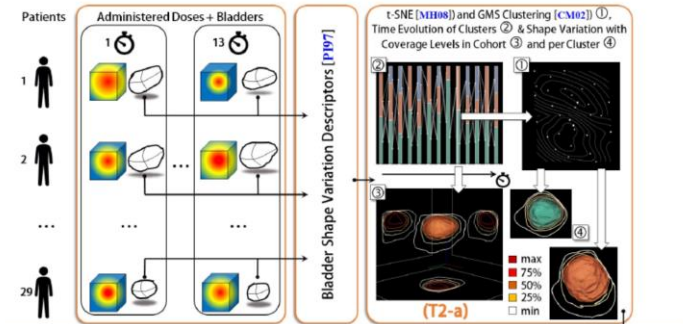 Patients
Administered Doses + Bladders
1
13
1
2
...
...
...
...
29
Bladder Shape Variation Descriptors [PI97]
t-SNE [MH08]) and GMS Clustering [CM02]) ①,
Time Evolution of Clusters ② & Shape Variation with
Coverage Levels in Cohort ③ and per Cluster ④
②
①
③
④
max
75%
50%
25%
min
(T2-a)